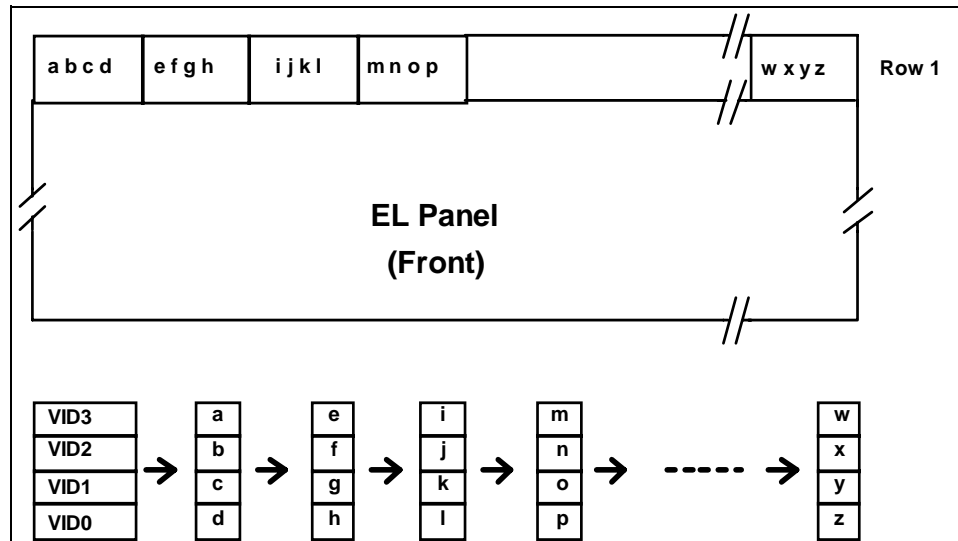 a b c d e f g h i j k l m n o p w x y z Row 1
EL Panel
(Front)
VID3 a e i m w
VID2 b f j n x
VID1 c g k o y
VID0 d h l p z